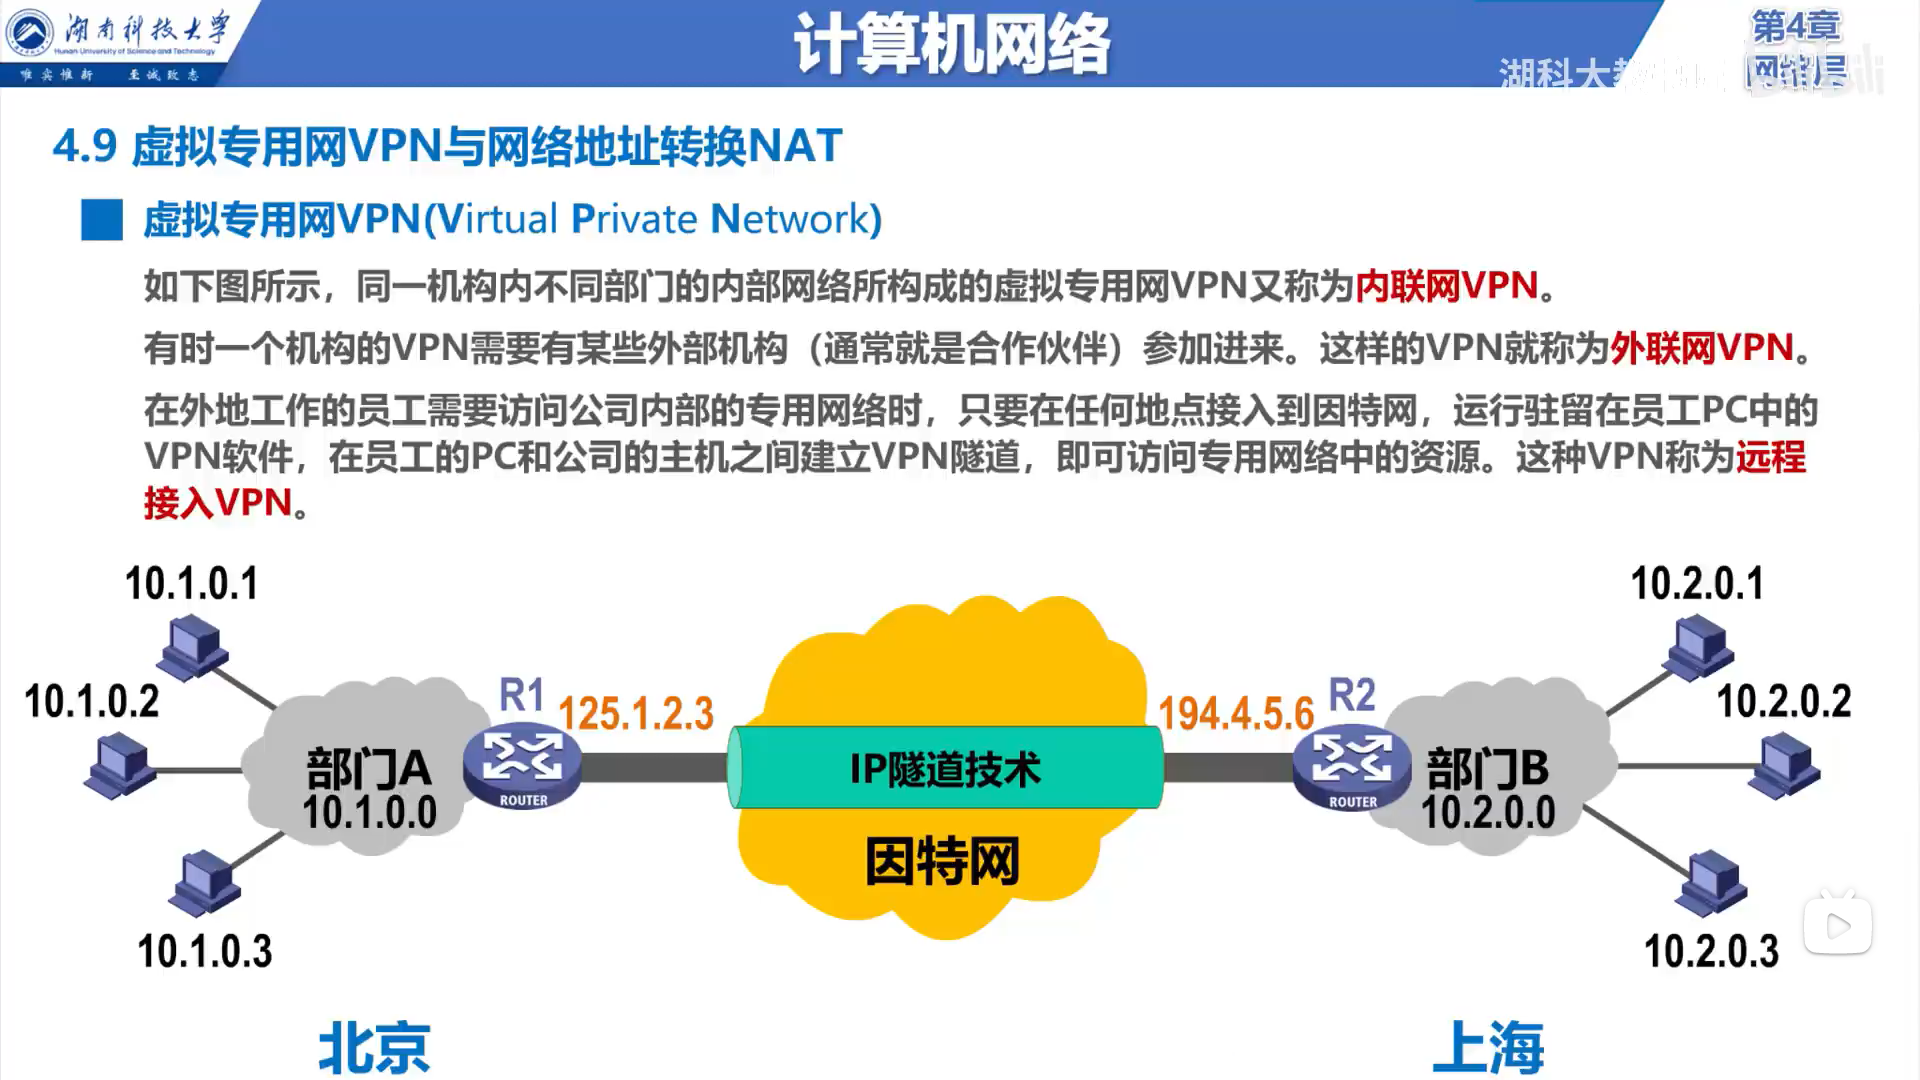 湖南科技大学
Hunan University of Science and Technology
唯实惟新 至诚致志
计算机网络
第4章
网络层
湖科大教
4.9 虚拟专用网VPN与网络地址转换NAT
虚拟专用网VPN(Virtual Private Network)
如下图所示，同一机构内不同部门的内部网络所构成的虚拟专用网VPN又称为内联网VPN。
有时一个机构的VPN需要有某些外部机构（通常就是合作伙伴）参加进来。这样的VPN就称为外联网VPN。
在外地工作的员工需要访问公司内部的专用网络时，只要在任何地点接入到因特网，运行驻留在员工PC中的
VPN软件，在员工的PC和公司的主机之间建立VPN隧道，即可访问专用网络中的资源。这种VPN称为远程
接入VPN。
10.1.0.1
10.2.0.1
10.1.0.2
R1
125.1.2.3
194.4.5.6
R2
10.2.0.2
部门A
10.1.0.0
ROUTER
IP隧道技术
ROUTER
部门B
10.2.0.0
因特网
10.1.0.3
10.2.0.3
北京
上海